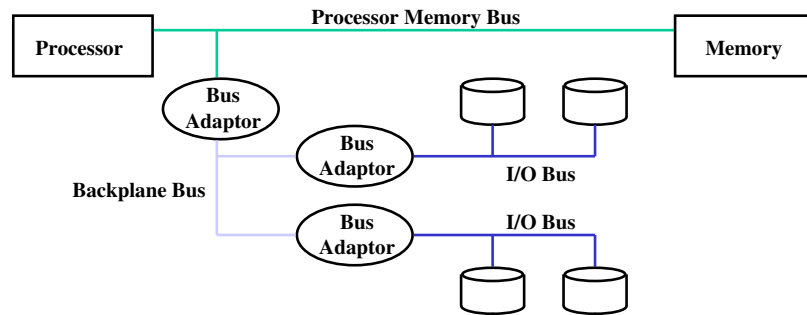 Processor Memory Bus
Processor
Memory
Bus
Adaptor
Bus
Adaptor
I/O Bus
Backplane Bus
Bus
Adaptor
I/O Bus